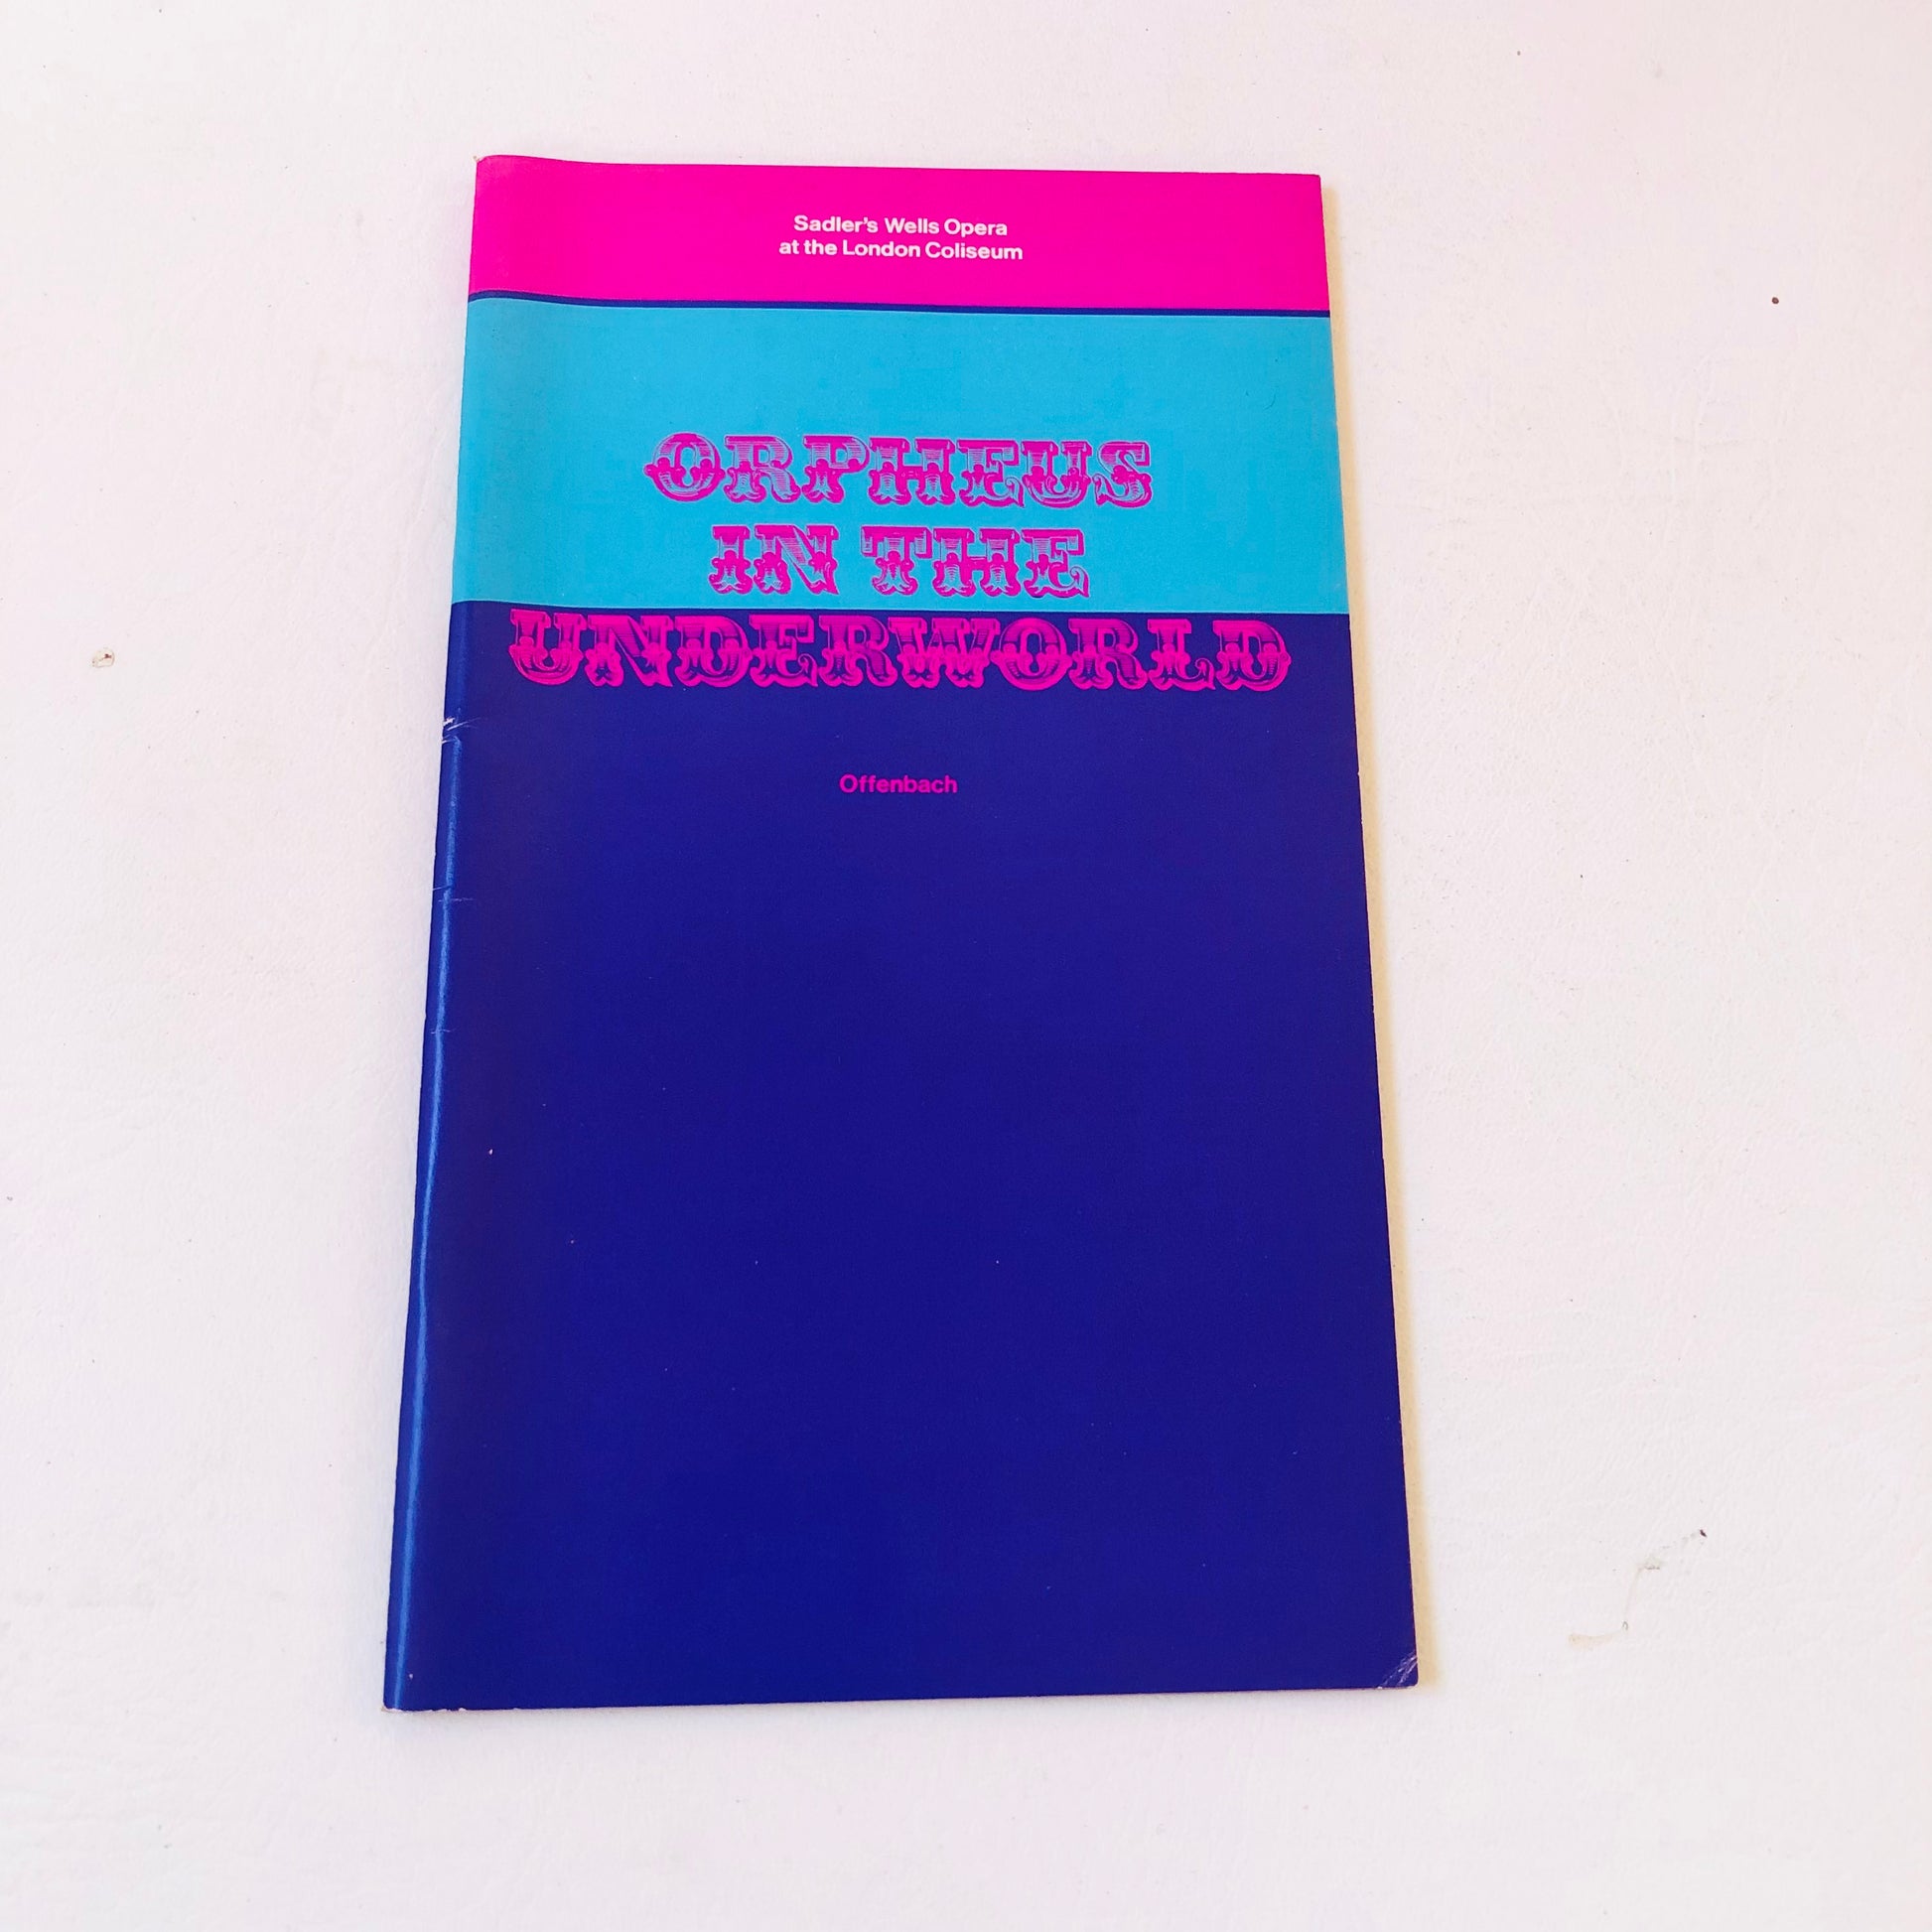 Sadler's Wells Opera
at the London Coliseum
ORPHEUS
IN THE
UNDERWORLD
Offenbach